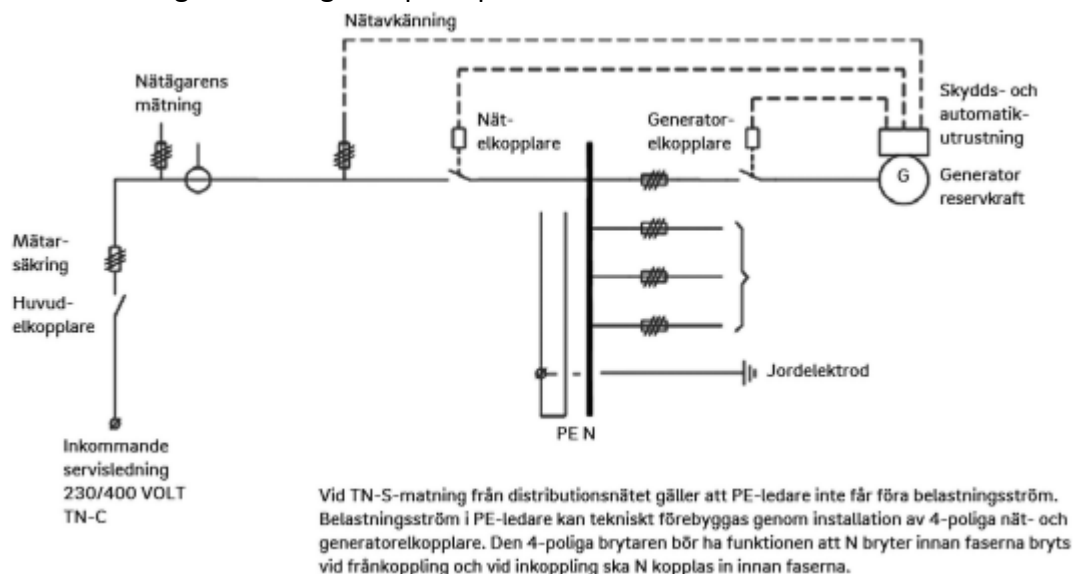 Nätavkänning
Nätägarens
mätning
Nät-
elkopplare
Generator-
elkopplare
Skydds- och
automatik-
utrustning
G
Generator
reservkraft
Mätar-
säkring
Huvud-
elkopplare
Jordelektrod
PE N
Inkommande
servisledning
230/400 VOLT
TN-C
Vid TN-S-matning från distributionsnätet gäller att PE-ledare inte får föra belastningsström.
Belastningsström i PE-ledare kan tekniskt förebyggas genom installation av 4-poliga nät- och
generatorelkopplare. Den 4-poliga brytaren bör ha funktionen att N bryter innan faserna bryts
vid frånkoppling och vid inkoppling ska N kopplas in innan faserna.